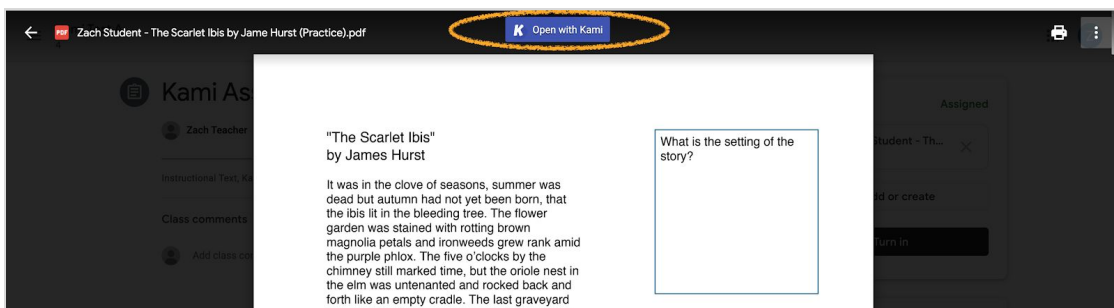 PDF Zach Student - The Scarlet Ibis by Jame Hurst (Practice).pdf
K Open with Kami
Kami As
Assigned
Zach Teacher
Student - Th...
Instructional Text, Ka
dd or create
Class comments
Turn in
Add class co
"The Scarlet Ibis"
by James Hurst
It was in the clove of seasons, summer was
dead but autumn had not yet been born, that
the ibis lit in the bleeding tree. The flower
garden was stained with rotting brown
magnolia petals and ironweeds grew rank amid
the purple phlox. The five o'clocks by the
chimney still marked time, but the oriole nest in
the elm was untenanted and rocked back and
forth like an empty cradle. The last graveyard
What is the setting of the
story?